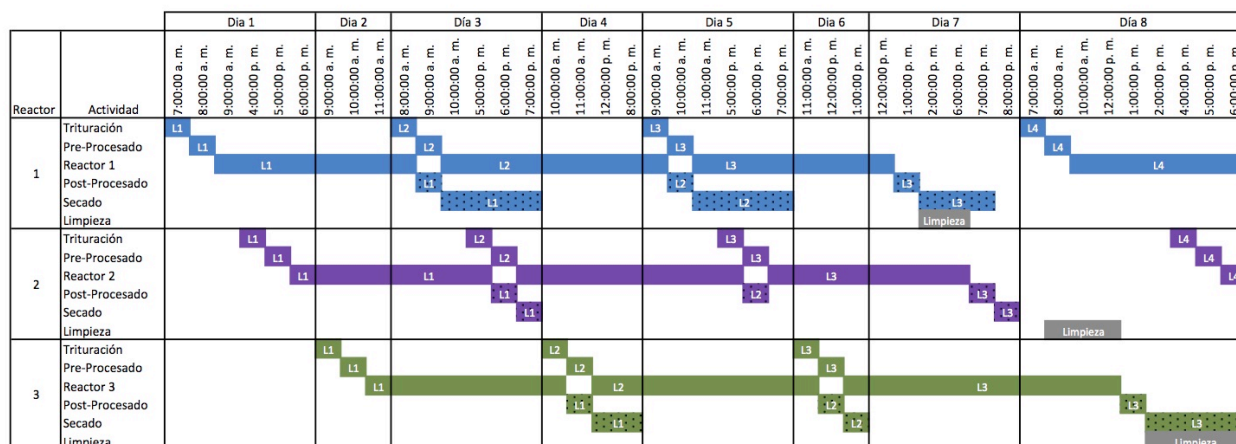 Dia 1 Dia 2 Día 3 Dia 4 Dia 5 Dia 6 Dia 7 Día 8
Reactor Actividad 7:00:00 a. m. 8:00:00 a. m. 9:00:00 a. m. 4:00:00 p. m. 5:00:00 p. m. 6:00:00 p. m. 9:00:00 a. m. 10:00:00 a. m. 11:00:00 a. m. 8:00:00 a. m. 9:00:00 a. m. 10:00:00 a. m. 5:00:00 p. m. 6:00:00 p. m. 7:00:00 p. m. 10:00:00 a. m. 11:00:00 a. m. 12:00:00 p. m. 8:00:00 p. m. 9:00:00 a. m. 10:00:00 a. m. 11:00:00 a. m. 5:00:00 p. m. 6:00:00 p. m. 7:00:00 p. m. 11:00:00 a. m. 12:00:00 p. m. 1:00:00 p. m. 12:00:00 p. m. 1:00:00 p. m. 2:00:00 p. m. 6:00:00 p. m. 7:00:00 p. m. 8:00:00 p. m. 7:00:00 a. m. 8:00:00 a. m. 10:00:00 a. m. 12:00:00 p. m. 1:00:00 p. m. 2:00:00 p. m. 4:00:00 p. m. 5:00:00 p. m. 6:00:00 p. m.
Trituración L1 L2 L3 L4
Pre-Procesado L1 L2 L3 L4
1 Reactor 1 L1 L2 L3 L4
Post-Procesado L1 L2 L3
Secado L1 L2 L3
Limpieza Limpieza
Trituración L1 L2 L3 L4
Pre-Procesado L1 L2 L3 L4
2 Reactor 2 L1 L1 L3 L4
Post-Procesado L1 L2 L3
Secado L1 L3
Limpieza Limpieza
Trituración L1 L2 L3
Pre-Procesado L1 L2 L3
3 Reactor 3 L1 L2 L3
Post-Procesado L1 L2 L3
Secado L1 L2 L3
Limpieza Limpieza